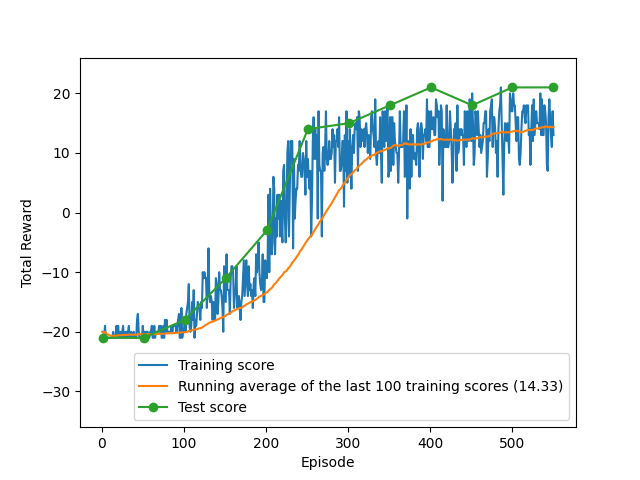 20
10
0
−10
−20
−30
Total Reward
Training score
Running average of the last 100 training scores (14.33)
Test score
0 100 200 300 400 500
Episode